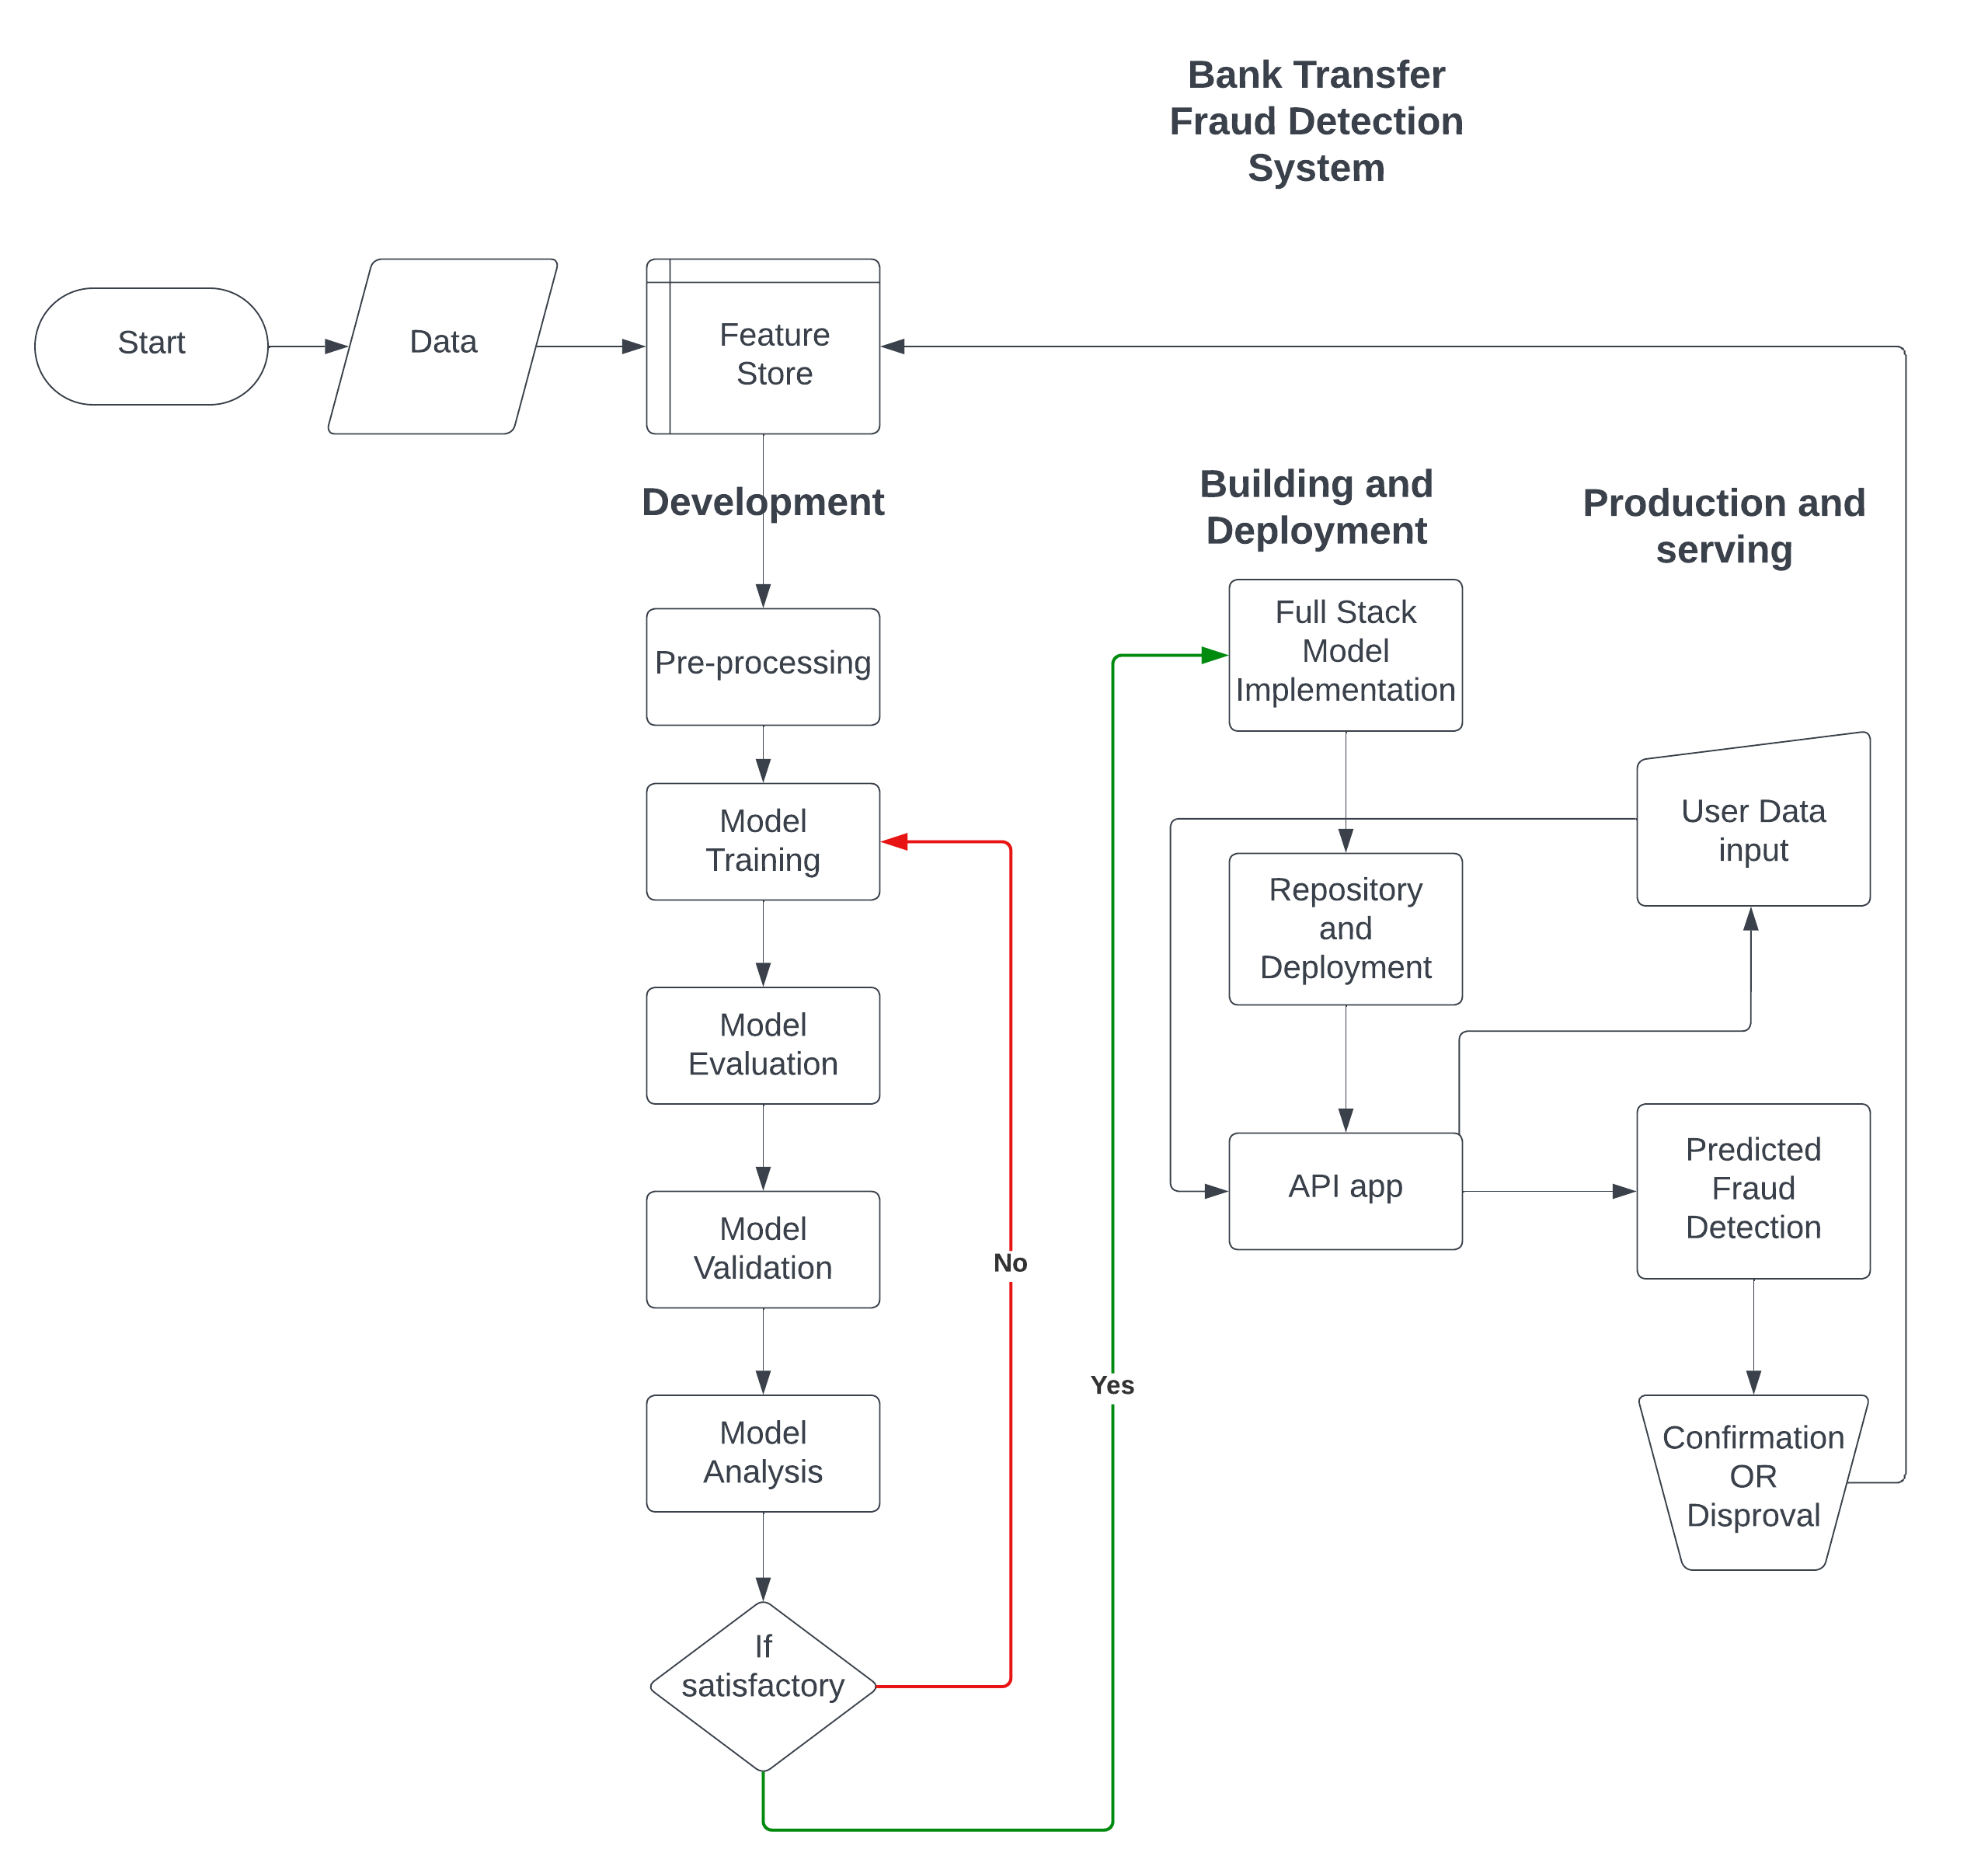 Bank Transfer
Fraud Detection
System
Start
Data
Feature
Store
Development
Pre-processing
Model
Training
Model
Evaluation
Model
Validation
Model
Analysis
If
satisfactory
No
Yes
Building and
Deployment
Full Stack
Model
Implementation
Repository
and
Deployment
API app
Production and
serving
User Data
input
Predicted
Fraud
Detection
Confirmation
OR
Disproval